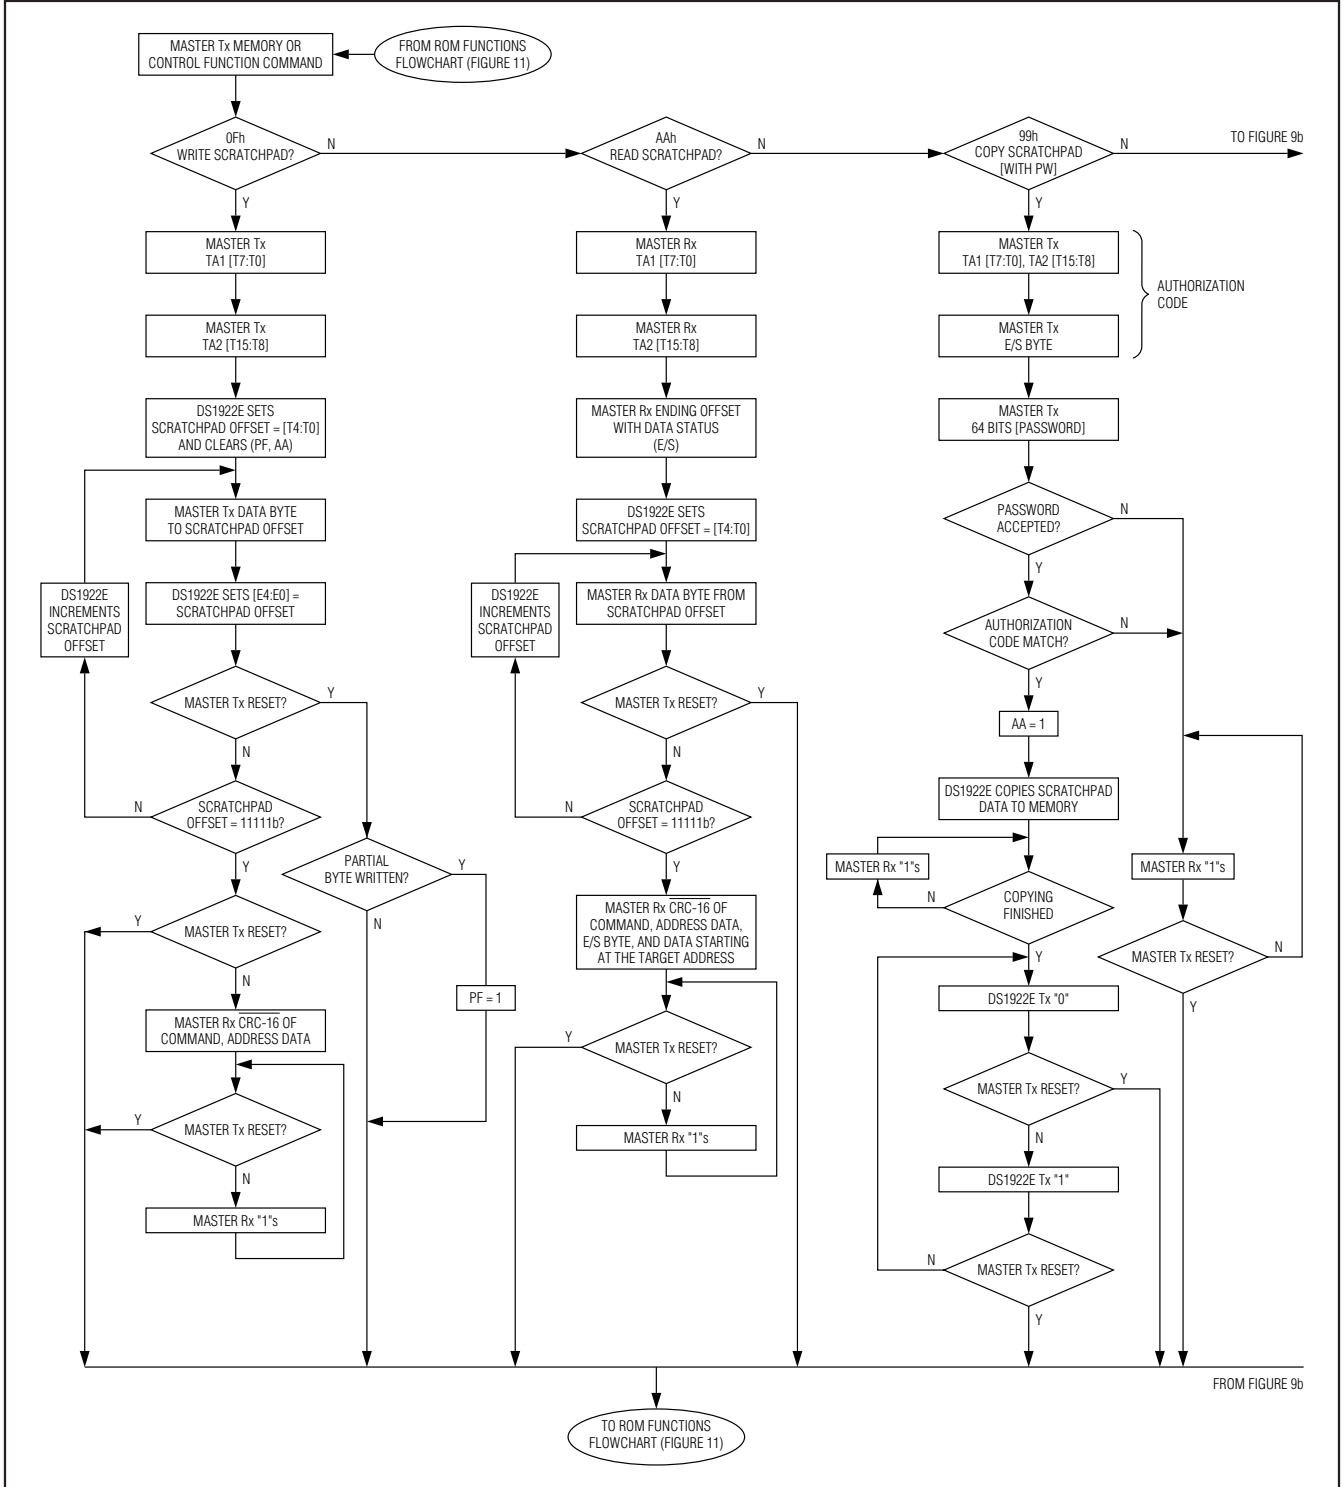 MASTER Tx MEMORY OR
CONTROL FUNCTION COMMAND
FROM ROM FUNCTIONS
FLOWCHART (FIGURE 11)
0Fh
WRITE SCRATCHPAD?
N
Y
MASTER Tx
TA1 [T7:T0]
MASTER Tx
TA2 [T15:T8]
DS1922E SETS
SCRATCHPAD OFFSET = [T4:T0]
AND CLEARS (PF, AA)
MASTER Tx DATA BYTE
TO SCRATCHPAD OFFSET
DS1922E SETS [E4:E0] =
SCRATCHPAD OFFSET
DS1922E
INCREMENTS
SCRATCHPAD
OFFSET
MASTER Tx RESET?
Y
N
SCRATCHPAD
OFFSET = 11111b?
N
Y
PARTIAL
BYTE WRITTEN?
Y
N
PF = 1
MASTER Tx RESET?
Y
N
MASTER Rx CRC-16 OF
COMMAND, ADDRESS DATA
MASTER Tx RESET?
Y
N
MASTER Rx "1"s
AAh
READ SCRATCHPAD?
N
Y
MASTER Rx
TA1 [T7:T0]
MASTER Rx
TA2 [T15:T8]
MASTER Rx ENDING OFFSET
WITH DATA STATUS
(E/S)
DS1922E SETS
SCRATCHPAD OFFSET = [T4:T0]
MASTER Rx DATA BYTE FROM
SCRATCHPAD OFFSET
DS1922E
INCREMENTS
SCRATCHPAD
OFFSET
MASTER Tx RESET?
Y
N
SCRATCHPAD
OFFSET = 11111b?
N
Y
MASTER Rx CRC-16 OF
COMMAND, ADDRESS DATA,
E/S BYTE, AND DATA STARTING
AT THE TARGET ADDRESS
MASTER Tx RESET?
Y
N
MASTER Rx "1"s
99h
COPY SCRATCHPAD
[WITH PW]
N
TO FIGURE 9b
Y
MASTER Tx
TA1 [T7:T0], TA2 [T15:T8]
MASTER Tx
E/S BYTE
AUTHORIZATION
CODE
MASTER Tx
64 BITS [PASSWORD]
PASSWORD
ACCEPTED?
N
Y
AUTHORIZATION
CODE MATCH?
N
Y
AA = 1
DS1922E COPIES SCRATCHPAD
DATA TO MEMORY
MASTER Rx "1"s
COPYING
FINISHED
N
Y
DS1922E Tx "0"
MASTER Tx RESET?
Y
N
DS1922E Tx "1"
MASTER Tx RESET?
N
Y
MASTER Rx "1"s
MASTER Tx RESET?
N
Y
FROM FIGURE 9b
TO ROM FUNCTIONS
FLOWCHART (FIGURE 11)